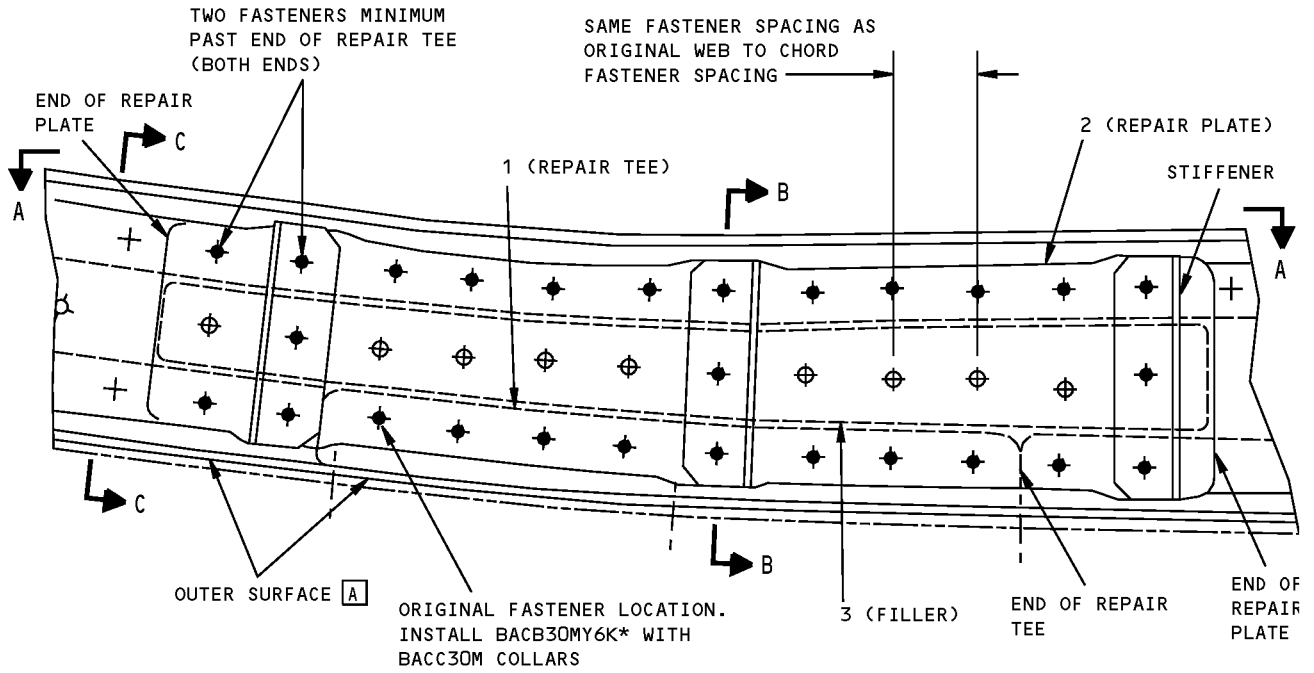 TWO FASTENERS MINIMUM
PAST END OF REPAIR TEE
(BOTH ENDS)
SAME FASTENER SPACING AS
ORIGINAL WEB TO CHORD
FASTENER SPACING
END OF REPAIR
PLATE
C
2 (REPAIR PLATE)
1 (REPAIR TEE)
STIFFENER
A
B
A
C
B
OUTER SURFACE A
ORIGINAL FASTENER LOCATION.
INSTALL BACB30MY6K* WITH
BACC30M COLLARS
3 (FILLER)
END OF REPAIR
TEE
END OF
REPAIR
PLATE